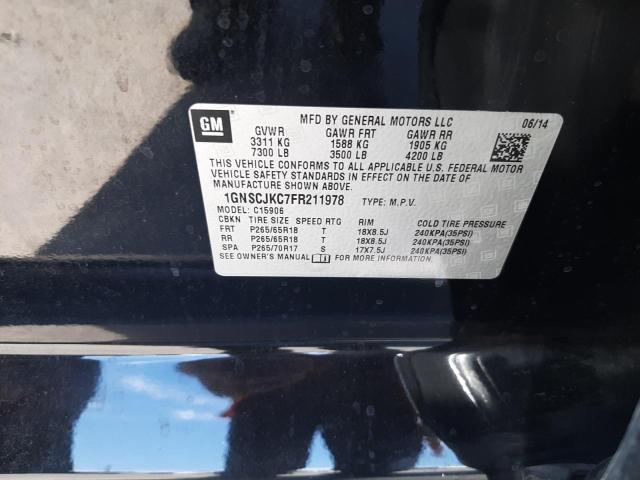 GM
MFD BY GENERAL MOTORS LLC 06/14
GVWR GAWR FRT GAWR RR
3311 KG 1588 KG 1905 KG
7300 LB 3500 LB 4200 LB
THIS VEHICLE CONFORMS TO ALL APPLICABLE U.S. FEDERAL MOTOR
VEHICLE SAFETY STANDARDS IN EFFECT ON THE DATE OF
MANUFACTURE SHOWN ABOVE.
1GNSCJKC7FR211978 TYPE: M.P.V.
MODEL: C15906
CBKN TIRE SIZE SPEED RTG RIM COLD TIRE PRESSURE
FRT P265/65R18 T 18X8.5J 240KPA(35PSI)
RR P265/65R18 T 18X8.5J 240KPA(35PSI)
SPA P265/70R17 S 17X7.5J 240KPA(35PSI)
SEE OWNER'S MANUAL FOR MORE INFORMATION.